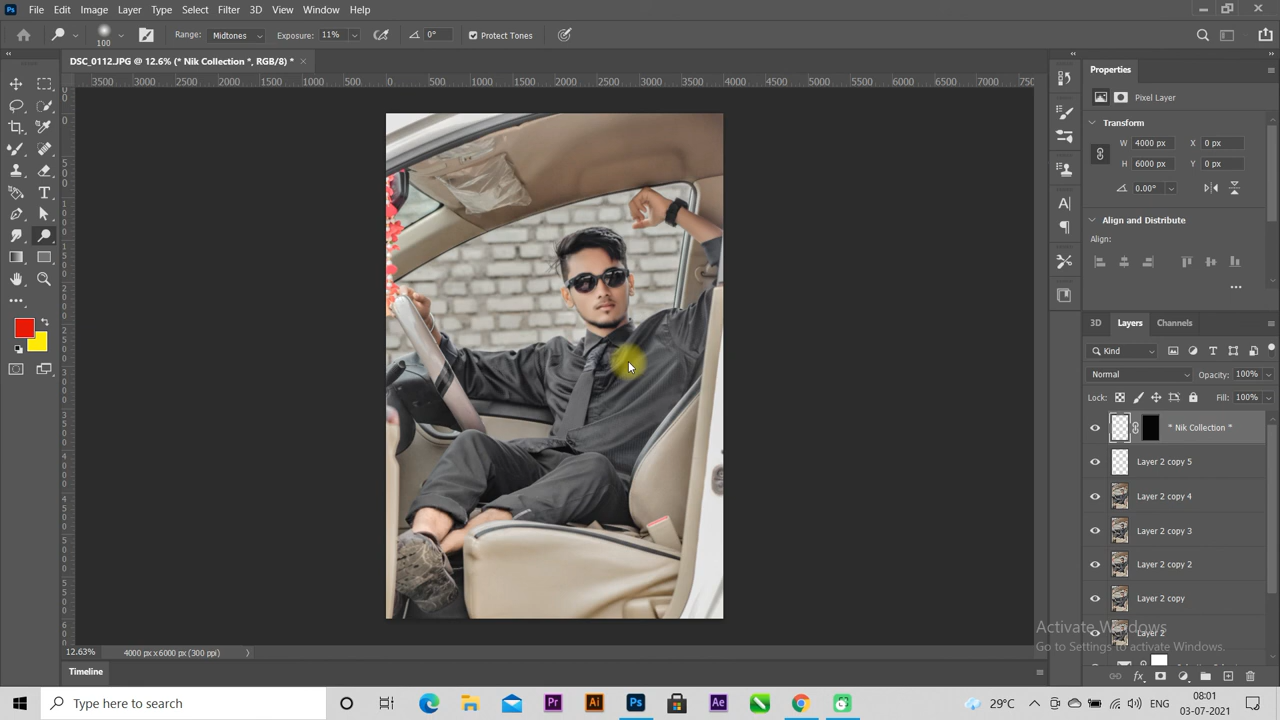 Ps File Edit Image Layer Type Select Filter 3D View Window Help
100 Range: Midtones Exposure: 11% 0° Protect Tones
DSC_0112.JPG @ 12.6% (* Nik Collection *, RGB/8) * ×
3500 3000 2500 2000 1500 1000 500 0 500 1000 1500 2000 2500 3000 3500 4000 4500 5000 5500 6000 6500 7000
Properties
Pixel Layer
Transform
W 4000 px X 0 px
H 6000 px Y 0 px
0.00°
Align and Distribute
Align:
3D Layers Channels
Kind
Normal Opacity: 100%
Lock: Fill: 100%
* Nik Collection *
Layer 2 copy 5
Layer 2 copy 4
Layer 2 copy 3
Layer 2 copy 2
Layer 2 copy
Layer 2
Activate Windows
Go to Settings to activate Windows.
12.63% 4000 px x 6000 px (300 ppi)
Timeline
Type here to search
Pr Ai Ps Ae
29°C ENG
08:01
03-07-2021